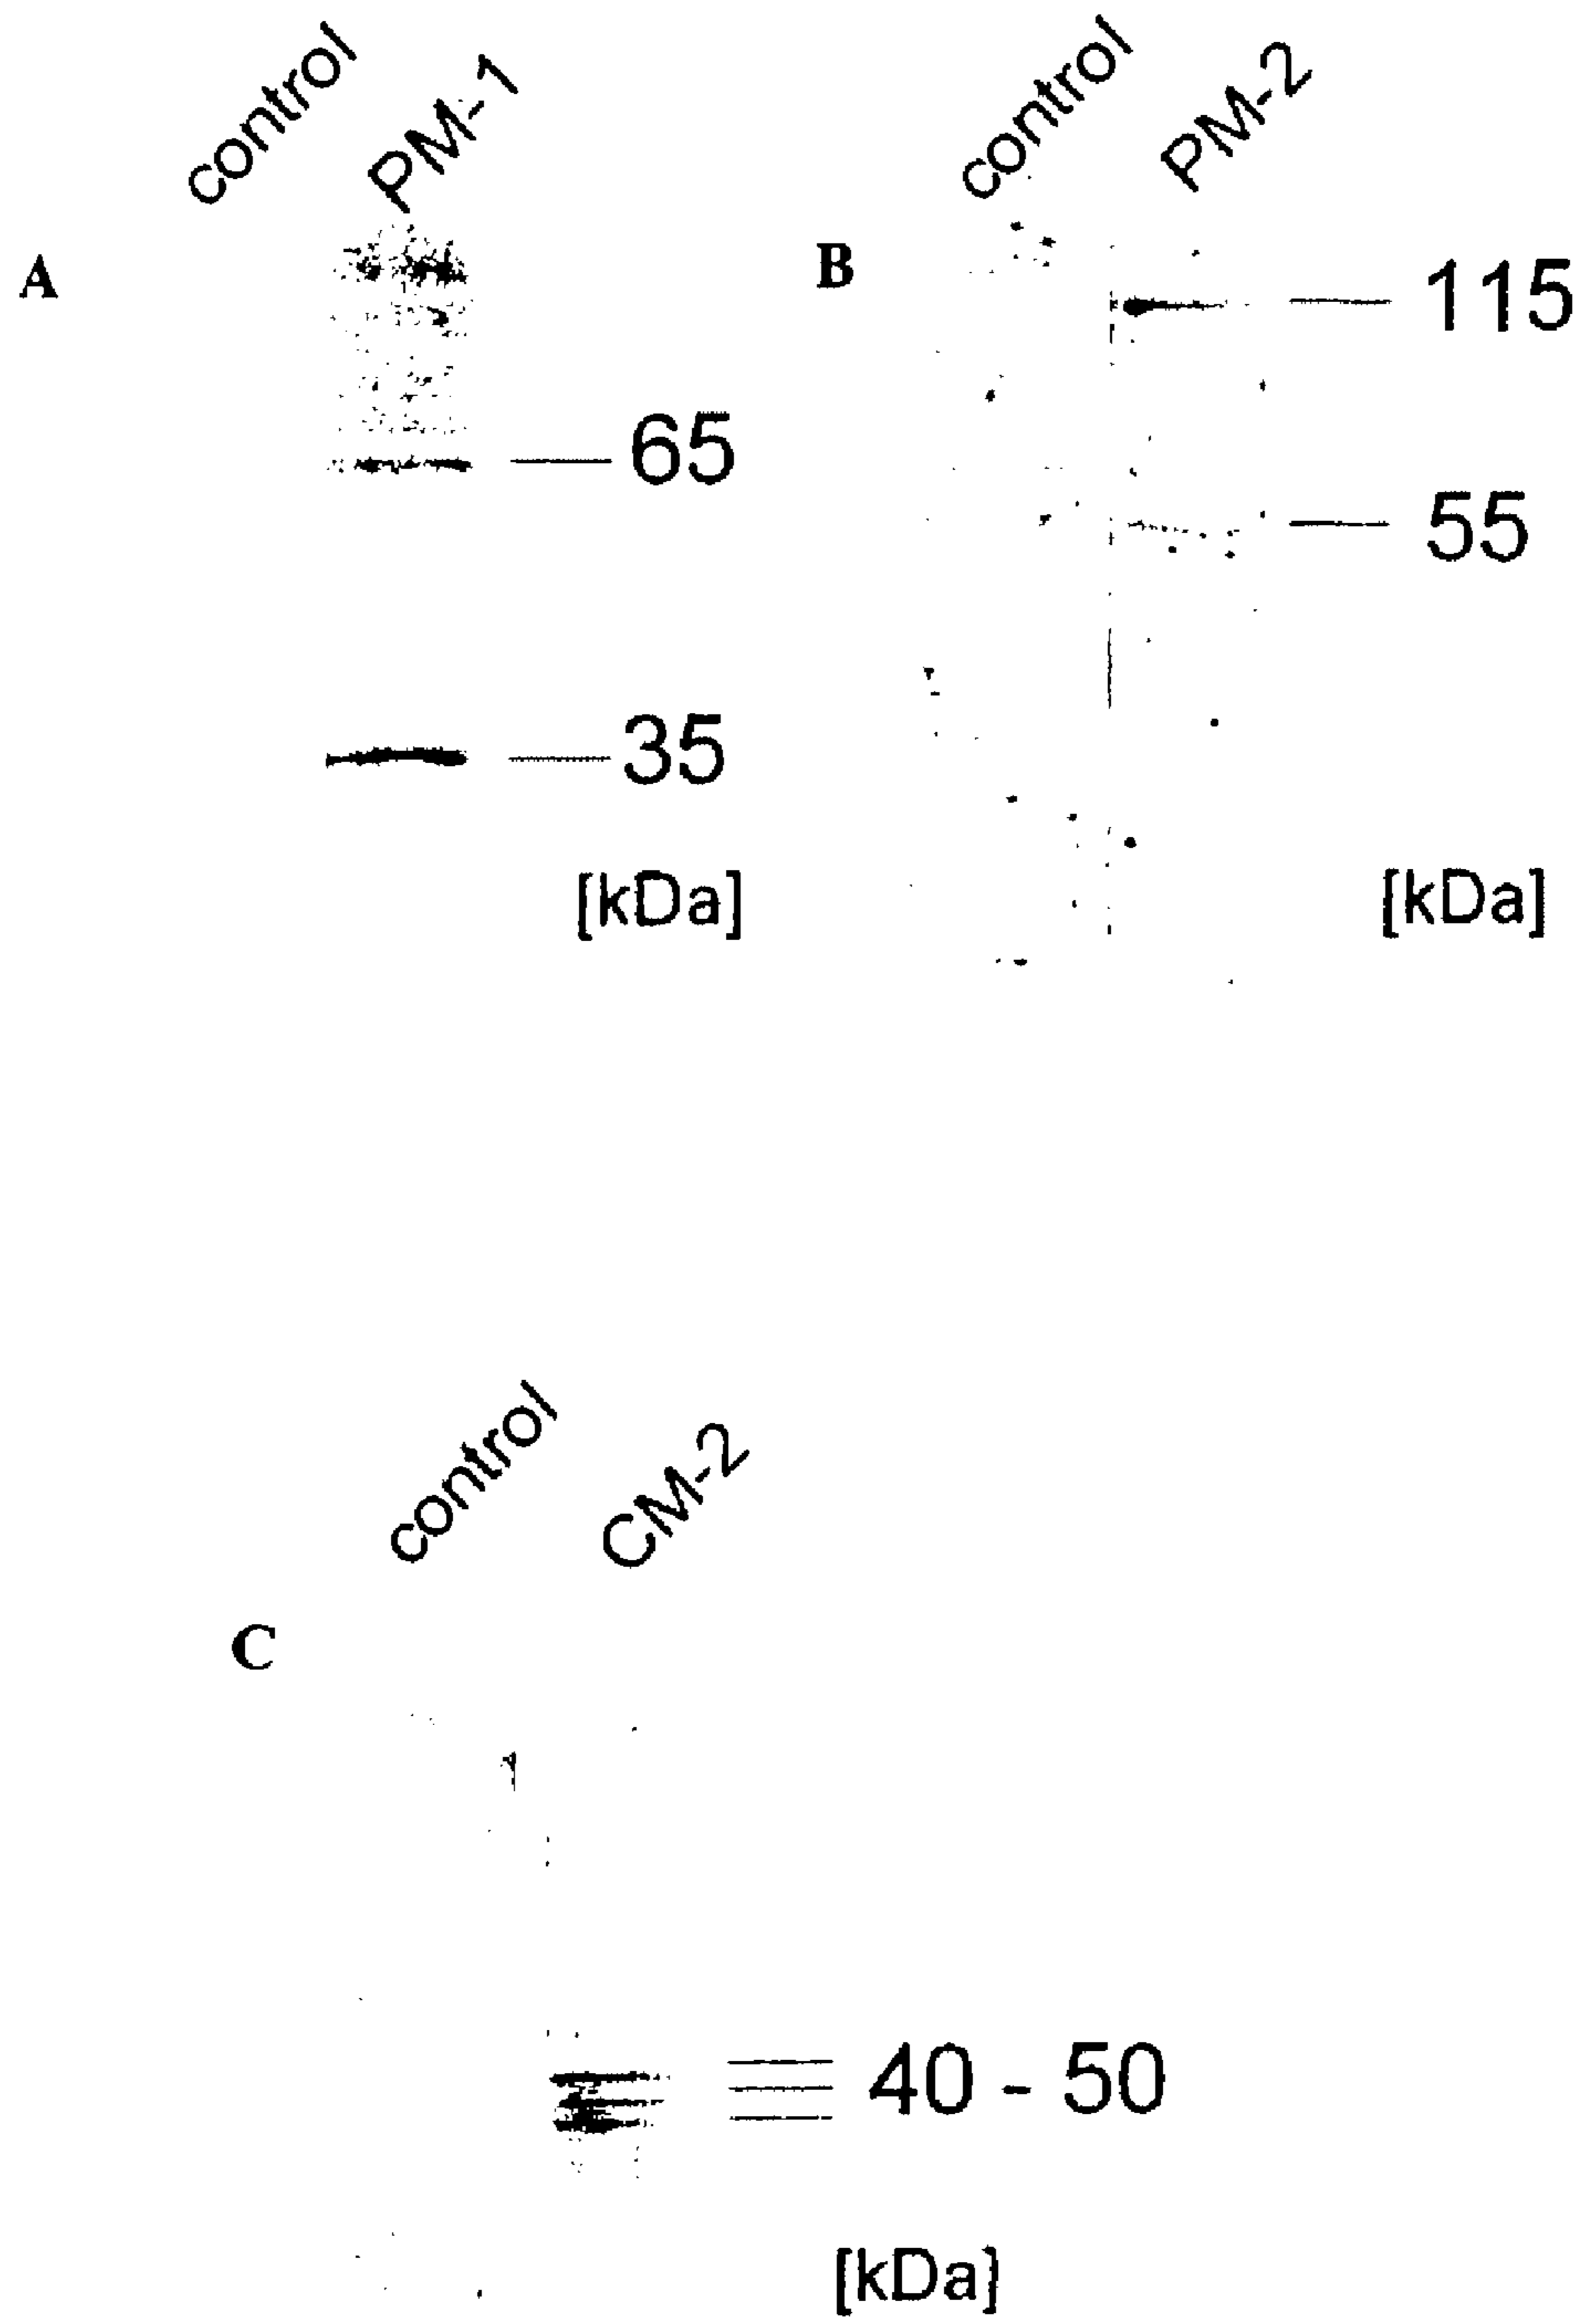 control PM-1
A
65
35
[kDa]
control PM-2
B
115
55
[kDa]
control CM-2
C
40 - 50
[kDa]